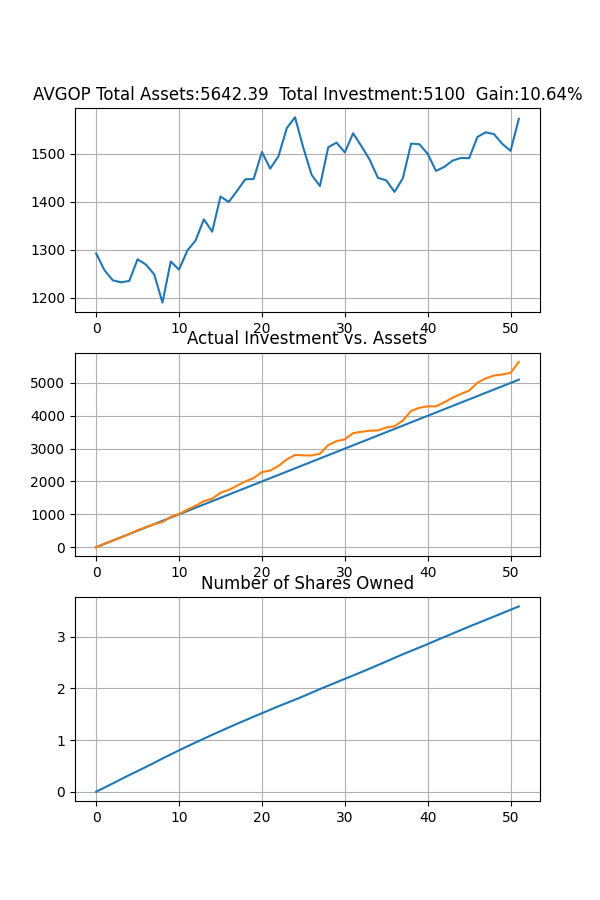 AVGOP Total Assets:5642.39 Total Investment:5100 Gain:10.64%
1500
1400
1300
1200
0 10 20 30 40 50
Actual Investment vs. Assets
5000
4000
3000
2000
1000
0
0 10 20 30 40 50
Number of Shares Owned
3
2
1
0
0 10 20 30 40 50